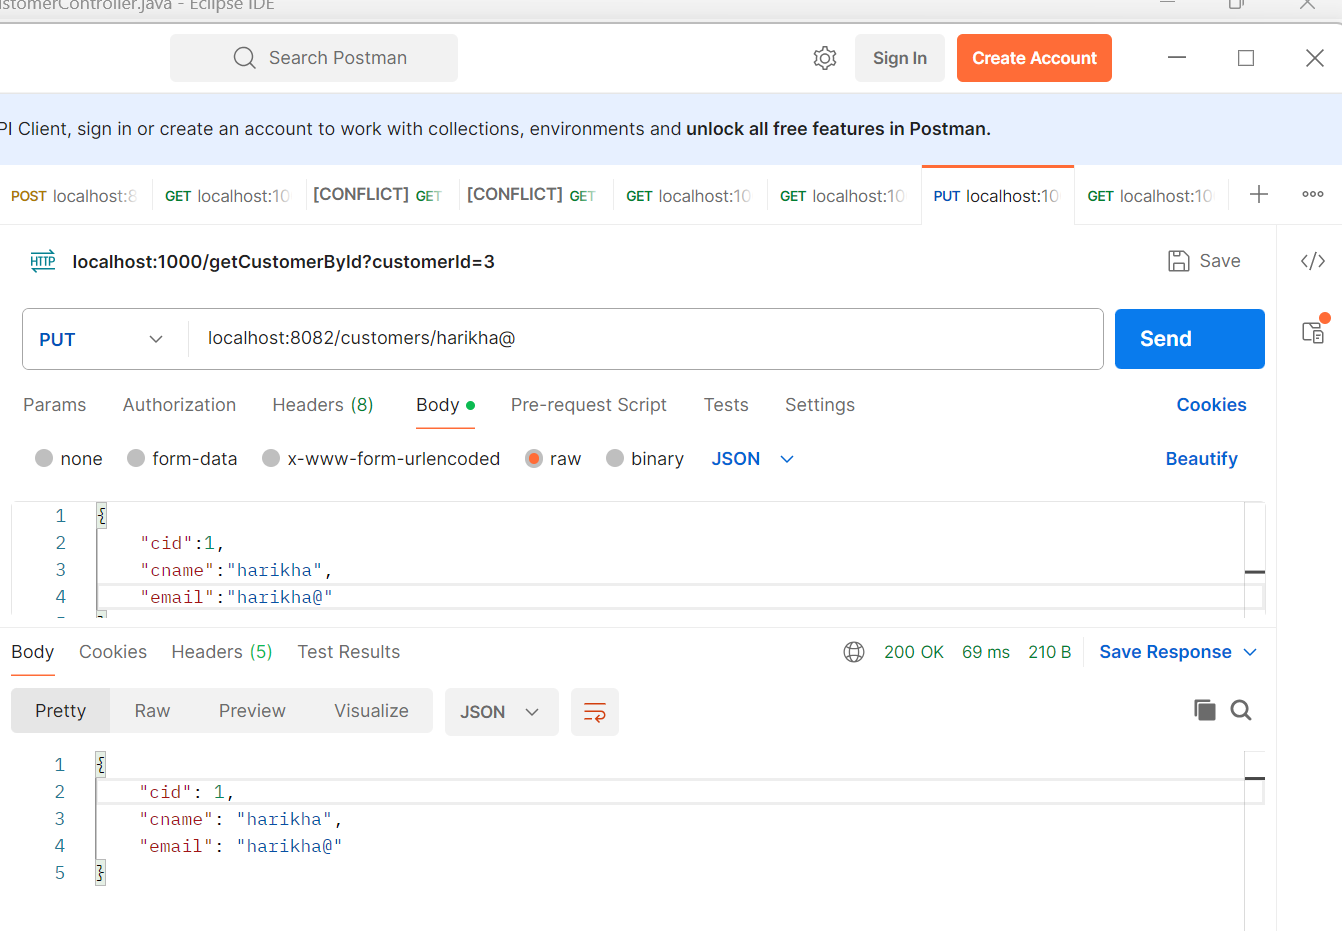 stomerController.java - Eclipse IDE
Search Postman
Sign In
Create Account
PI Client, sign in or create an account to work with collections, environments and unlock all free features in Postman.
POST localhost:8
GET localhost:10
[CONFLICT] GET
[CONFLICT] GET
GET localhost:10
GET localhost:10
PUT localhost:10
GET localhost:10
HTTP localhost:1000/getCustomerById?customerId=3
Save
PUT
localhost:8082/customers/harikha@
Send
Params
Authorization
Headers (8)
Body
Pre-request Script
Tests
Settings
Cookies
none
form-data
x-www-form-urlencoded
raw
binary
JSON
Beautify
1 {
2 "cid":1,
3 "cname":"harikha",
4 "email":"harikha@"
Body
Cookies
Headers (5)
Test Results
200 OK
69 ms
210 B
Save Response
Pretty
Raw
Preview
Visualize
JSON
1 {
2 "cid": 1,
3 "cname": "harikha",
4 "email": "harikha@"
5 }